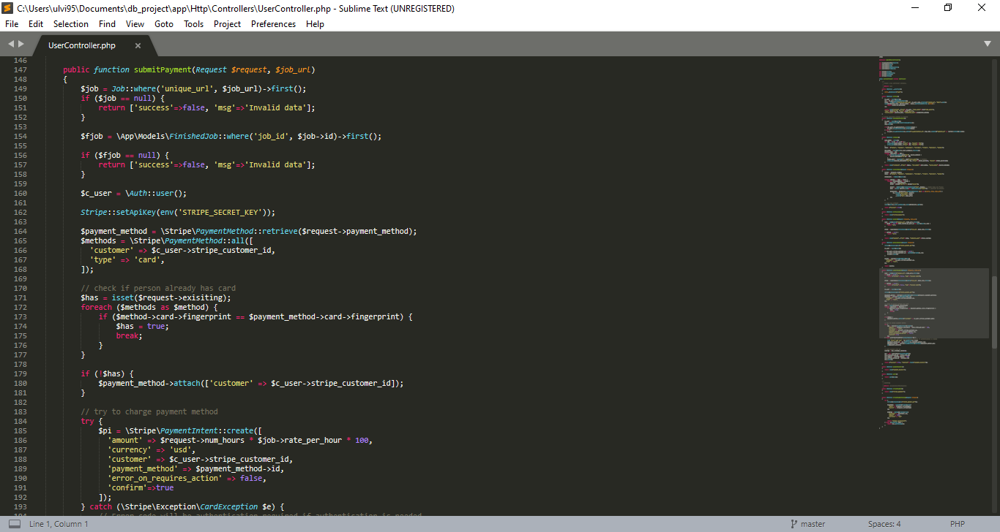 C:\Users\ulvi95\Documents\db_project\app\Http\Controllers\UserController.php - Sublime Text (UNREGISTERED)
File Edit Selection Find View Goto Tools Project Preferences Help
UserController.php
146
147 public function submitPayment(Request $request, $job_url)
148 {
149 $job = Job::where('unique_url', $job_url)->first();
150 if ($job == null) {
151 return ['success'=>false, 'msg'=>'Invalid data'];
152 }
153
154 $fjob = \App\Models\FinishedJob::where('job_id', $job->id)->first();
155
156 if ($fjob == null) {
157 return ['success'=>false, 'msg'=>'Invalid data'];
158 }
159
160 $c_user = \Auth::user();
161
162 Stripe::setApiKey(env('STRIPE_SECRET_KEY'));
163
164 $payment_method = \Stripe\PaymentMethod::retrieve($request->payment_method);
165 $methods = \Stripe\PaymentMethod::all([
166 'customer' => $c_user->stripe_customer_id,
167 'type' => 'card',
168 ]);
169
170 // check if person already has card
171 $has = isset($request->exisiting);
172 foreach ($methods as $method) {
173 if ($method->card->fingerprint == $payment_method->card->fingerprint) {
174 $has = true;
175 break;
176 }
177 }
178
179 if (!$has) {
180 $payment_method->attach(['customer' => $c_user->stripe_customer_id]);
181 }
182
183 // try to charge payment method
184 try {
185 $pi = \Stripe\PaymentIntent::create([
186 'amount' => $request->num_hours * $job->rate_per_hour * 100,
187 'currency' => 'usd',
188 'customer' => $c_user->stripe_customer_id,
189 'payment_method' => $payment_method->id,
190 'error_on_requires_action' => false,
191 'confirm'=>true
192 ]);
193 } catch (\Stripe\Exception\CardException $e) {
194 // Error code will be authentication_required if authentication is needed
Line 1, Column 1 master Spaces: 4 PHP